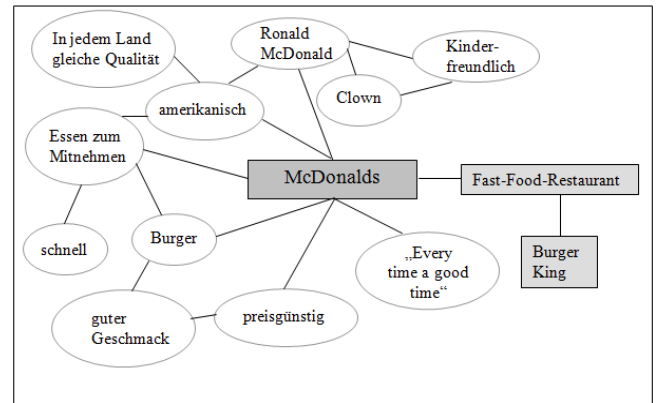 In jedem Land
gleiche Qualität
Ronald
McDonald
Kinder-
freundlich
Clown
amerikanisch
Essen zum
Mitnehmen
McDonalds
Fast-Food-Restaurant
schnell
Burger
„Every
time a good
time“
Burger
King
guter
Geschmack
preisgünstig